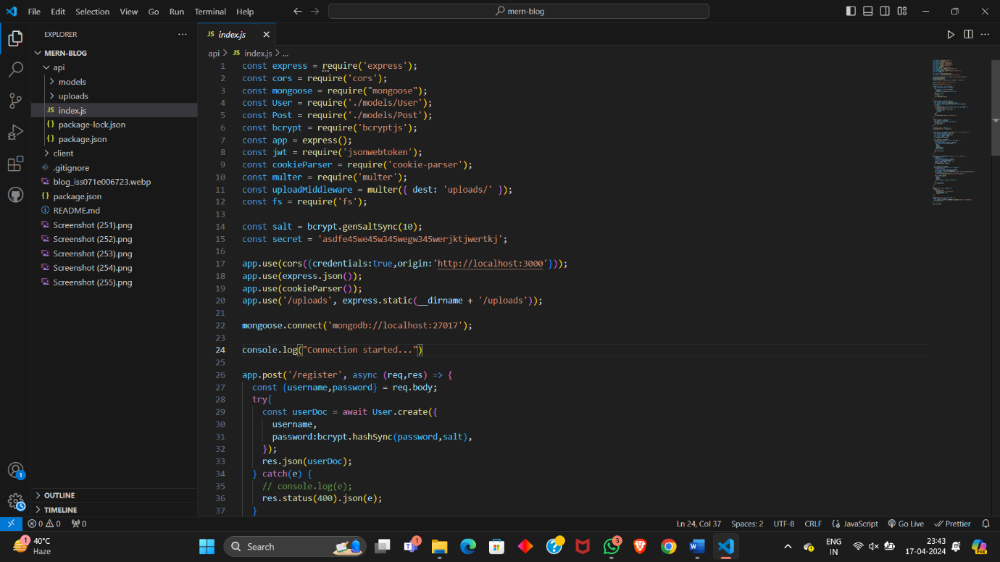 File Edit Selection View Go Run Terminal Help
mern-blog
EXPLORER
MERN-BLOG
api
models
uploads
JS index.js
{} package-lock.json
{} package.json
client
.gitignore
blog_iss071e006723.webp
{} package.json
README.md
Screenshot (251).png
Screenshot (252).png
Screenshot (253).png
Screenshot (254).png
Screenshot (255).png
OUTLINE
TIMELINE
JS index.js
api > JS index.js > ...
1 const express = require('express');
2 const cors = require('cors');
3 const mongoose = require("mongoose");
4 const User = require('./models/User');
5 const Post = require('./models/Post');
6 const bcrypt = require('bcryptjs');
7 const app = express();
8 const jwt = require('jsonwebtoken');
9 const cookieParser = require('cookie-parser');
10 const multer = require('multer');
11 const uploadMiddleware = multer({ dest: 'uploads/' });
12 const fs = require('fs');
13
14 const salt = bcrypt.genSaltSync(10);
15 const secret = 'asdfe45we45w345wegw345werjktjwertkj';
16
17 app.use(cors({credentials:true,origin:'http://localhost:3000'}));
18 app.use(express.json());
19 app.use(cookieParser());
20 app.use('/uploads', express.static(__dirname + '/uploads'));
21
22 mongoose.connect('mongodb://localhost:27017');
23
24 console.log("Connection started...")
25
26 app.post('/register', async (req,res) => {
27 const {username,password} = req.body;
28 try{
29 const userDoc = await User.create({
30 username,
31 password:bcrypt.hashSync(password,salt),
32 });
33 res.json(userDoc);
34 } catch(e) {
35 // console.log(e);
36 res.status(400).json(e);
37 }
1
0 0 0
Ln 24, Col 37 Spaces: 2 UTF-8 CRLF {} JavaScript Go Live Prettier
1
40°C
Haze
Search
1
3
ENG
IN
23:43
17-04-2024
PRE